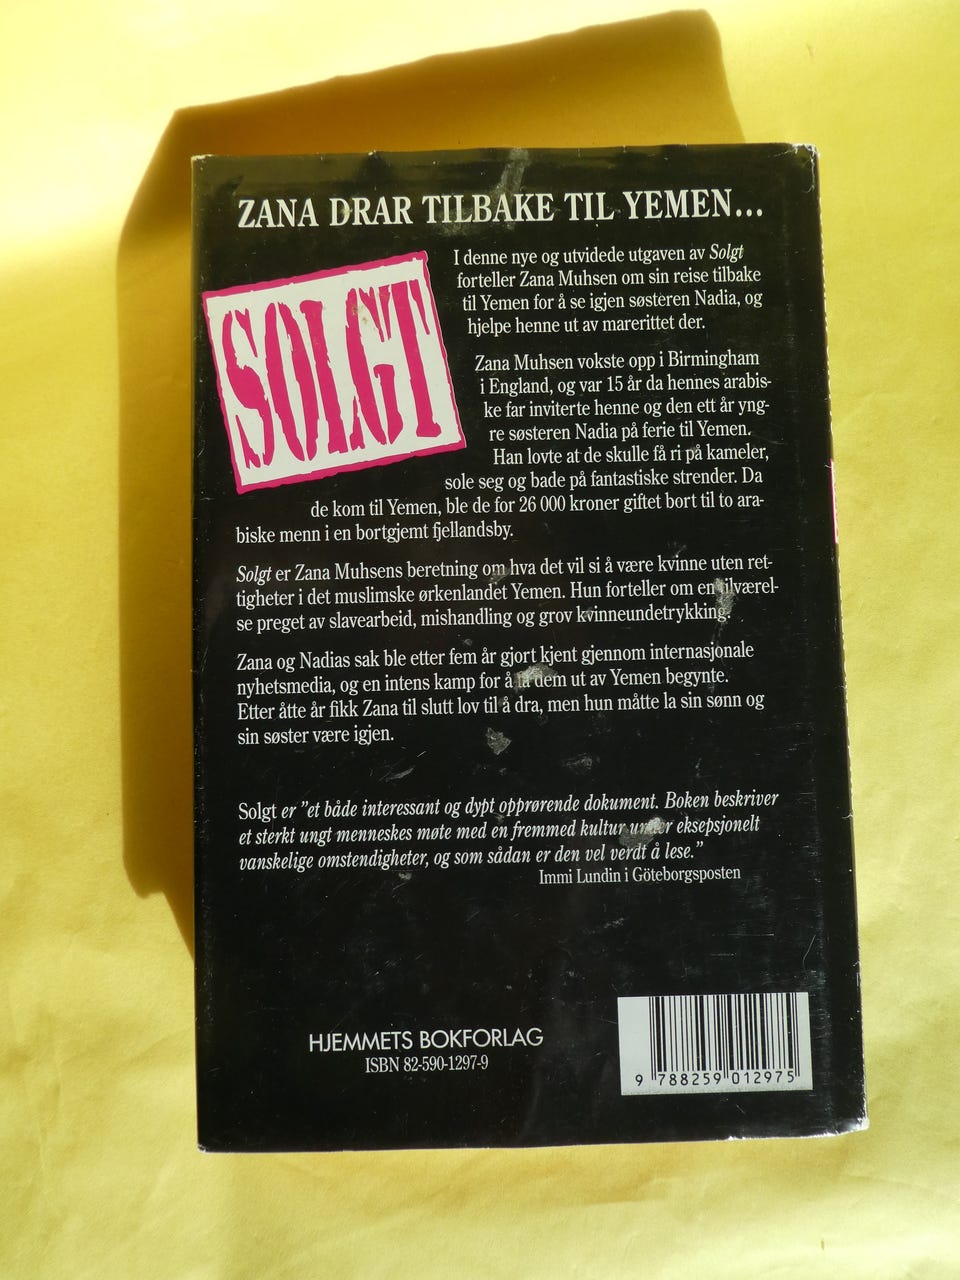 ZANA DRAR TILBAKE TIL YEMEN...
SOLGT
I denne nye og utvidede utgaven av Solgt
forteller Zana Muhsen om sin reise tilbake
til Yemen for å se igjen søsteren Nadia, og
hjelpe henne ut av marerittet der.
Zana Muhsen vokste opp i Birmingham
i England, og var 15 år da hennes arabis-
ke far inviterte henne og den ett år yng-
re søsteren Nadia på ferie til Yemen.
Han lovte at de skulle få ri på kameler,
sole seg og bade på fantastiske strender. Da
de kom til Yemen, ble de for 26 000 kroner giftet bort til to ara-
biske menn i en bortgjemt fjellandsby.
Solgt er Zana Muhsens beretning om hva det vil si å være kvinne uten ret-
tigheter i det muslimske ørkenlandet Yemen. Hun forteller om en tilværel-
se preget av slavearbeid, mishandling og grov kvinneundetrykking.
Zana og Nadias sak ble etter fem år gjort kjent gjennom internasjonale
nyhetsmedia, og en intens kamp for å få dem ut av Yemen begynte.
Etter åtte år fikk Zana til slutt lov til å dra, men hun måtte la sin sønn og
sin søster være igjen.
Solgt er "et både interessant og dypt opprørende dokument. Boken beskriver
et sterkt ungt menneskes møte med en fremmed kultur under eksepsjonelt
vanskelige omstendigheter, og som sådan er den vel verdt å lese."
Immi Lundin i Göteborgsposten
HJEMMETS BOKFORLAG
ISBN 82-590-1297-9
9 788259 012975